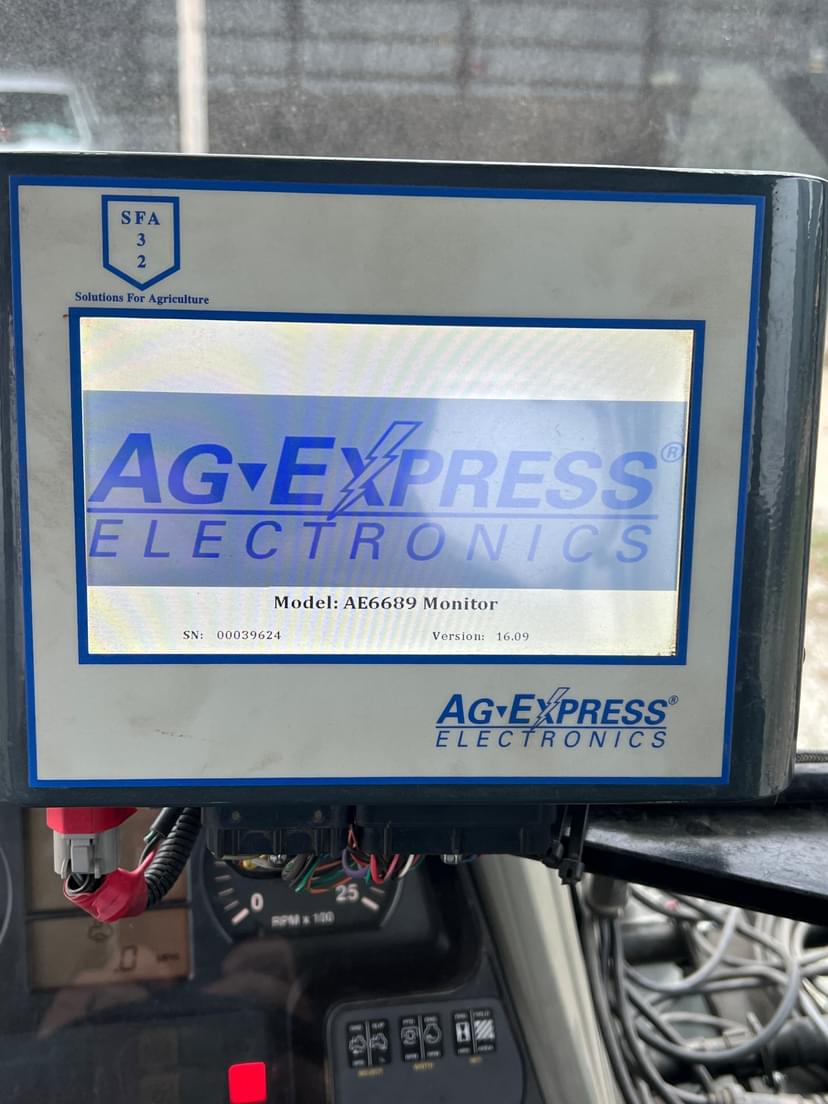 SFA
3
2
Solutions For Agriculture
AG EXPRESS®
ELECTRONICS
Model: AE6689 Monitor
SN: 00039624 Version: 16.09
AG EXPRESS®
ELECTRONICS
0 25
RPM x 100
0